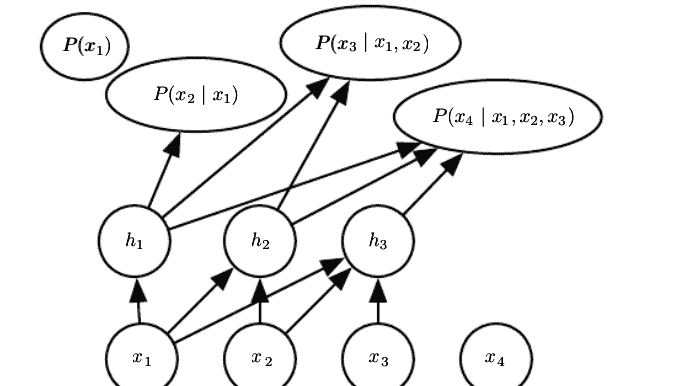 P(x₁)
P(x₂ | x₁)
P(x₃ | x₁, x₂)
P(x₄ | x₁, x₂, x₃)
h₁ h₂ h₃
x₁ x₂ x₃ x₄